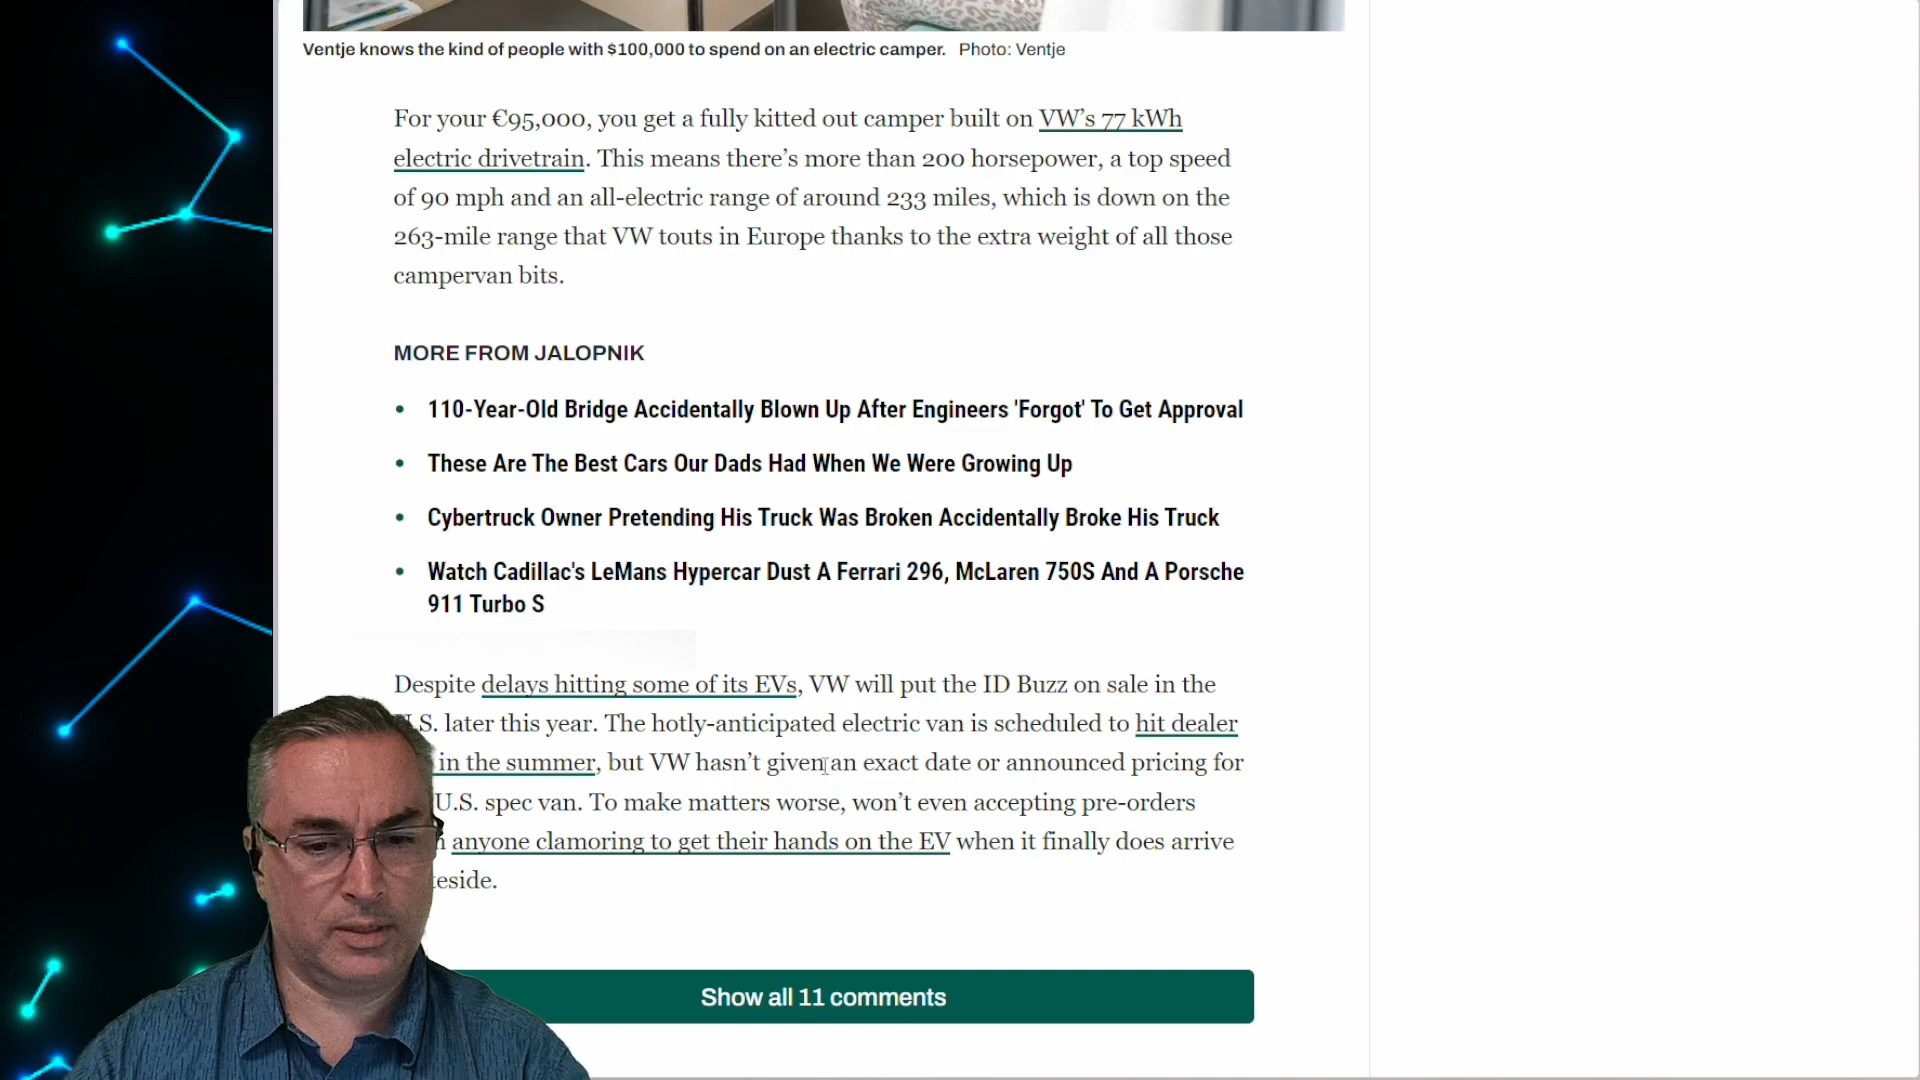 Ventje knows the kind of people with $100,000 to spend on an electric camper. Photo: Ventje
For your €95,000, you get a fully kitted out camper built on VW’s 77 kWh
electric drivetrain. This means there’s more than 200 horsepower, a top speed
of 90 mph and an all-electric range of around 233 miles, which is down on the
263-mile range that VW touts in Europe thanks to the extra weight of all those
campervan bits.
MORE FROM JALOPNIK
• 110-Year-Old Bridge Accidentally Blown Up After Engineers 'Forgot' To Get Approval
• These Are The Best Cars Our Dads Had When We Were Growing Up
• Cybertruck Owner Pretending His Truck Was Broken Accidentally Broke His Truck
• Watch Cadillac's LeMans Hypercar Dust A Ferrari 296, McLaren 750S And A Porsche
911 Turbo S
Despite delays hitting some of its EVs, VW will put the ID Buzz on sale in the
U.S. later this year. The hotly-anticipated electric van is scheduled to hit dealer
in the summer, but VW hasn’t given an exact date or announced pricing for
U.S. spec van. To make matters worse, won’t even accepting pre-orders
anyone clamoring to get their hands on the EV when it finally does arrive
eside.
Show all 11 comments